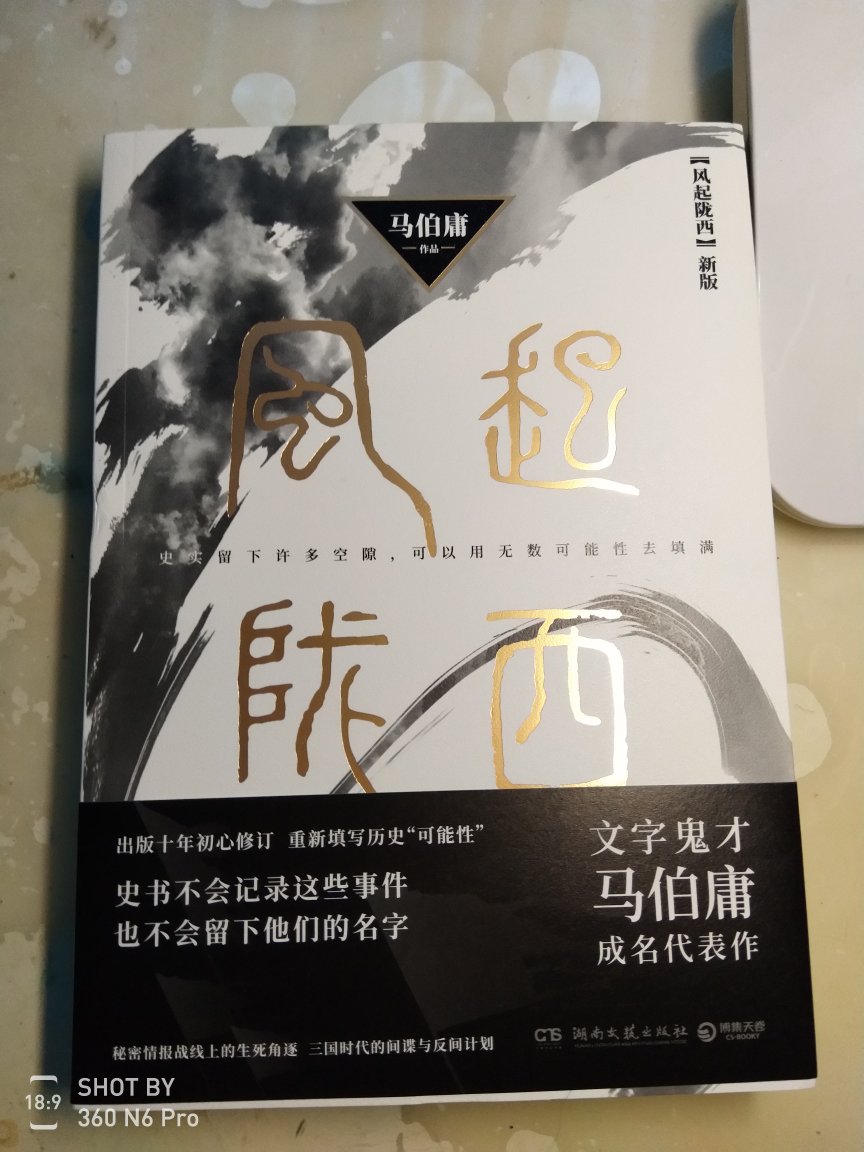 马伯庸
作品
【风起陇西】新版
风起
史实留下许多空隙，可以用无数可能性去填满
陇西
出版十年初心修订 重新填写历史“可能性”
史书不会记录这些事件
也不会留下他们的名字
文字鬼才
马伯庸
成名代表作
秘密情报战线上的生死角逐 三国时代的间谍与反间计划
湖南文艺出版社
博集天卷
CS-BOOKY
18:9
SHOT BY
360 N6 Pro